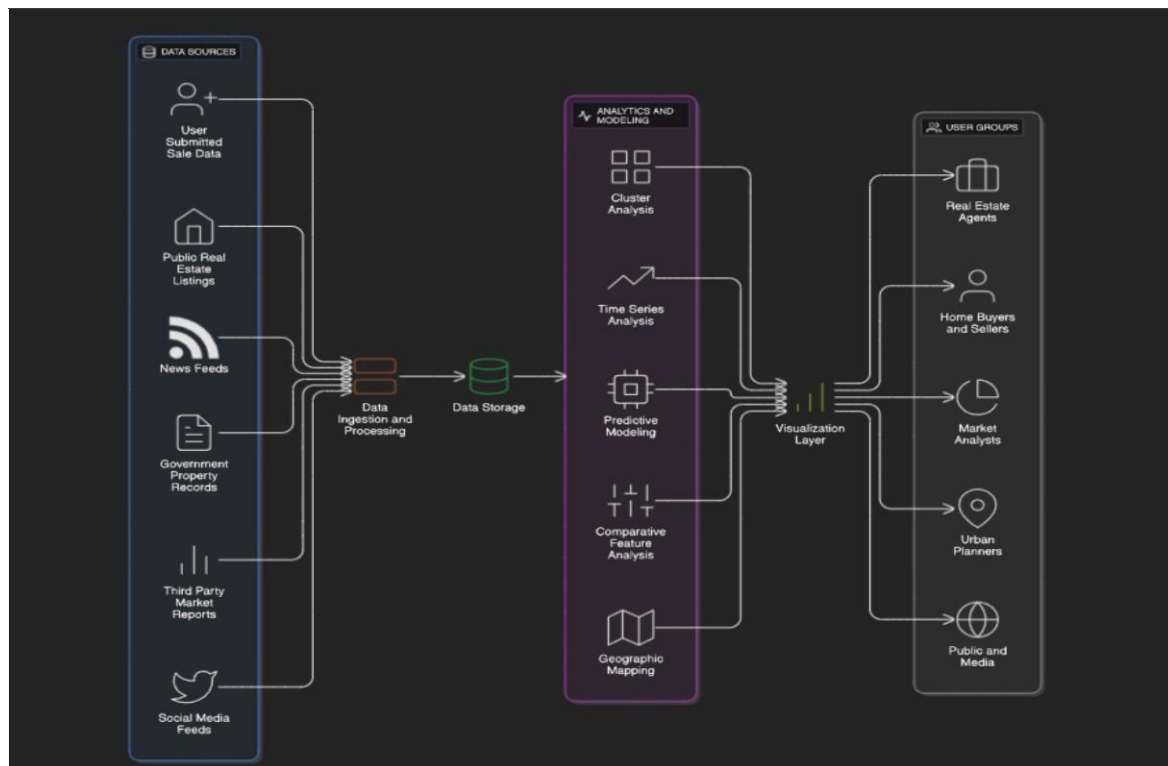 DATA SOURCES
User
Submitted
Sale Data
Public Real
Estate
Listings
News Feeds
Government
Property
Records
Third Party
Market
Reports
Social Media
Feeds
Data
Ingestion and
Processing
Data Storage
ANALYTICS AND
MODELING
Cluster
Analysis
Time Series
Analysis
Predictive
Modeling
Comparative
Feature
Analysis
Geographic
Mapping
Visualization
Layer
USER GROUPS
Real Estate
Agents
Home Buyers
and Sellers
Market
Analysts
Urban
Planners
Public and
Media